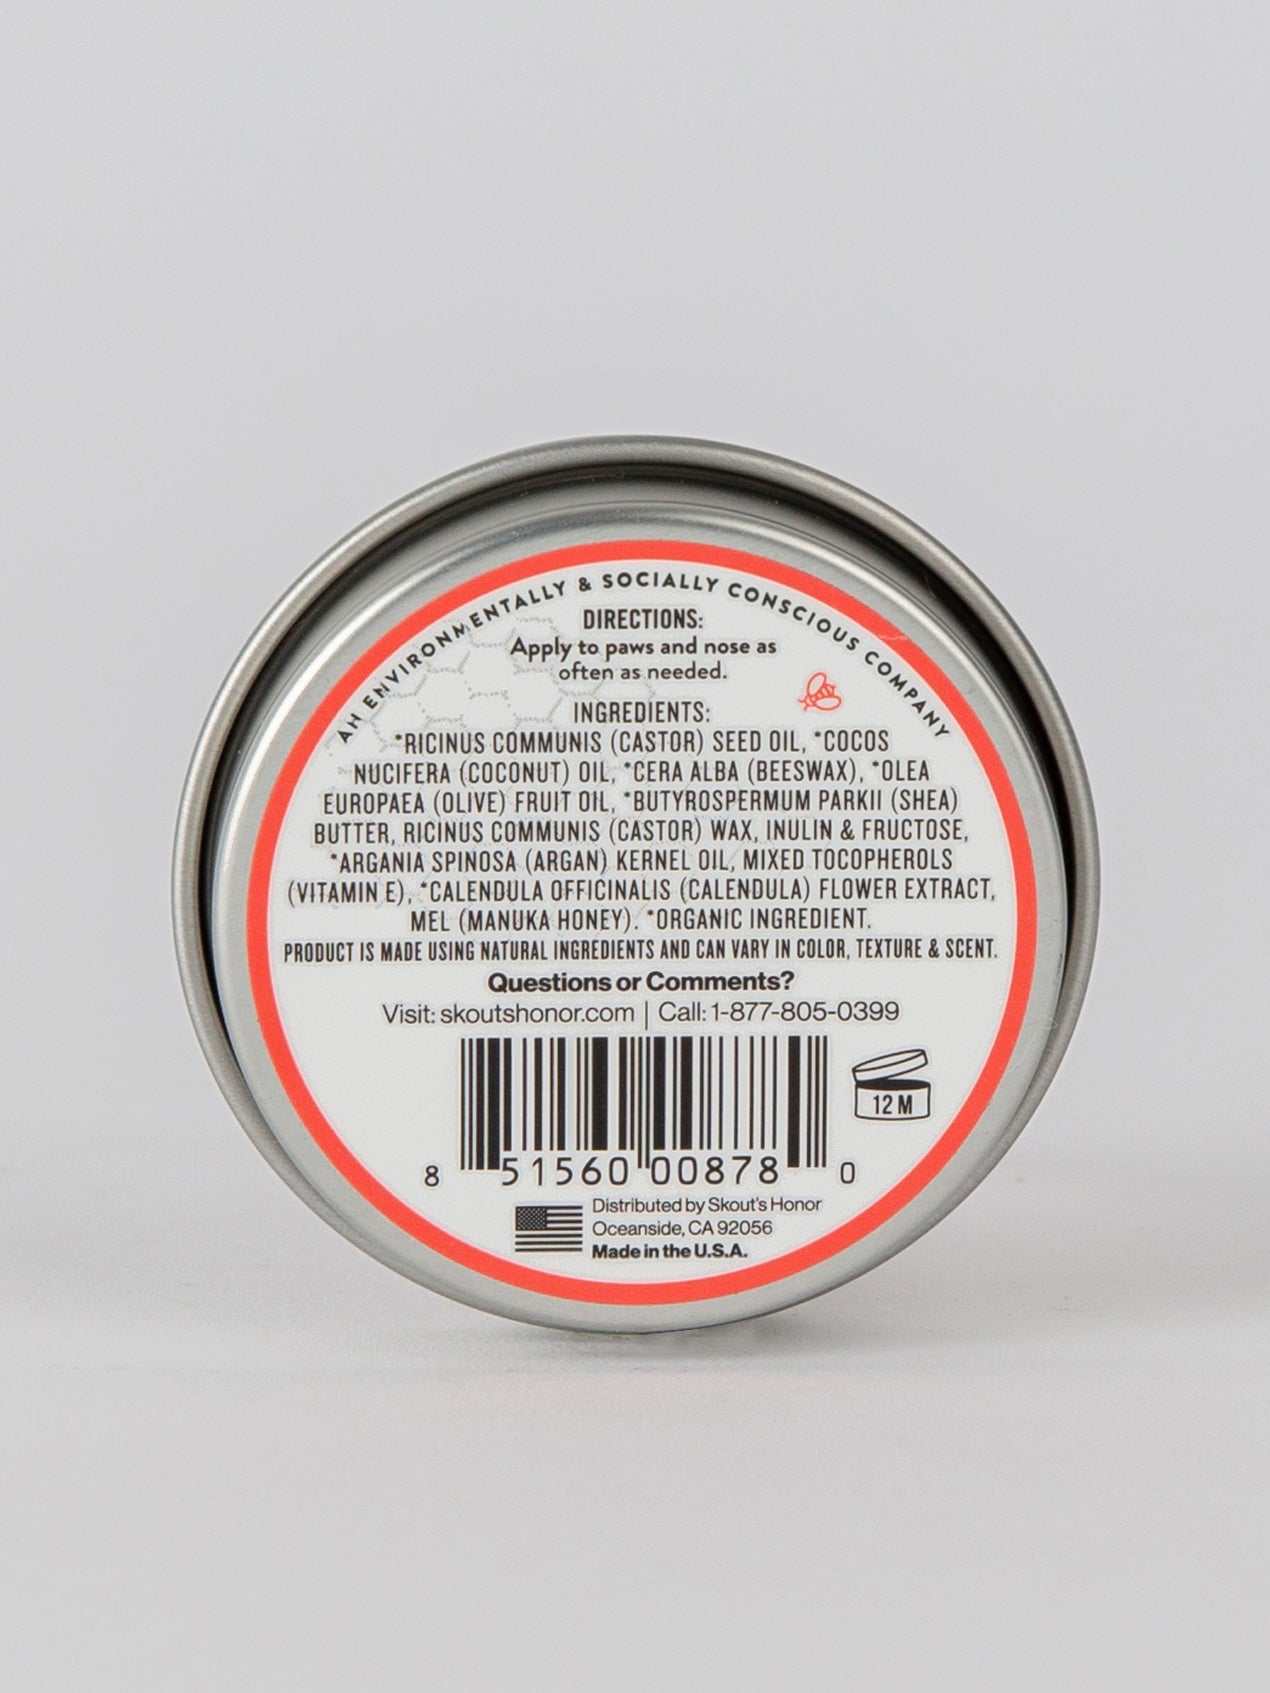 AN ENVIRONMENTALLY & SOCIALLY CONSCIOUS COMPANY
DIRECTIONS:
Apply to paws and nose as
often as needed.
INGREDIENTS:
*RICINUS COMMUNIS (CASTOR) SEED OIL, *COCOS
NUCIFERA (COCONUT) OIL, *CERA ALBA (BEESWAX), *OLEA
EUROPAEA (OLIVE) FRUIT OIL, *BUTYROSPERMUM PARKII (SHEA)
BUTTER, RICINUS COMMUNIS (CASTOR) WAX, INULIN & FRUCTOSE,
*ARGANIA SPINOSA (ARGAN) KERNEL OIL, MIXED TOCOPHEROLS
(VITAMIN E), *CALENDULA OFFICINALIS (CALENDULA) FLOWER EXTRACT,
MEL (MANUKA HONEY). *ORGANIC INGREDIENT.
PRODUCT IS MADE USING NATURAL INGREDIENTS AND CAN VARY IN COLOR, TEXTURE & SCENT.
Questions or Comments?
Visit: skoutshonor.com | Call: 1-877-805-0399
12 M
8 51560 00878 0
Distributed by Skout's Honor
Oceanside, CA 92056
Made in the U.S.A.